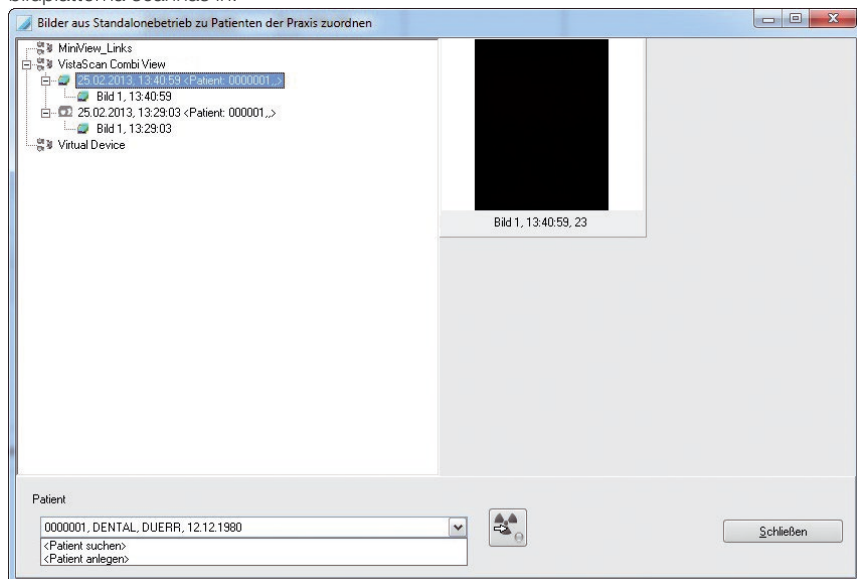 Bilder aus Standalonebetrieb zu Patienten der Praxis zuordnen
MiniView_Links
VistaScan Combi View
25.02.2013, 13:40:59 <Patient: 0000001,,>
Bild 1, 13:40:59
25.02.2013, 13:29:03 <Patient: 000001,,>
Bild 1, 13:29:03
Virtual Device
Bild 1, 13:40:59, 23
Patient
0000001, DENTAL, DUERR, 12.12.1980
<Patient suchen>
<Patient anlegen>
Schließen